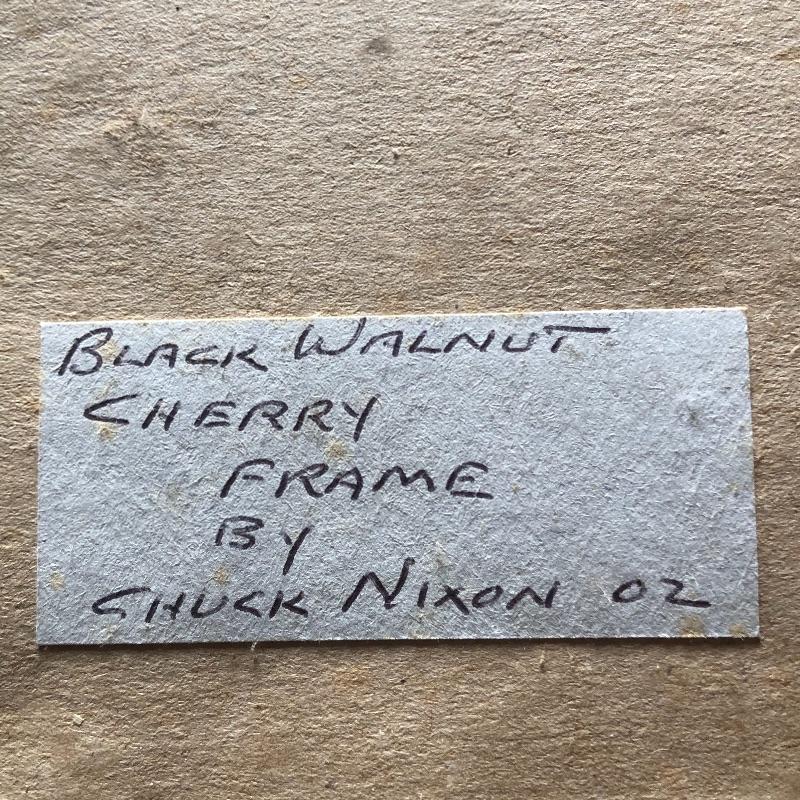 BLACK WALNUT
CHERRY
FRAME
BY
CHUCK NIXON 02